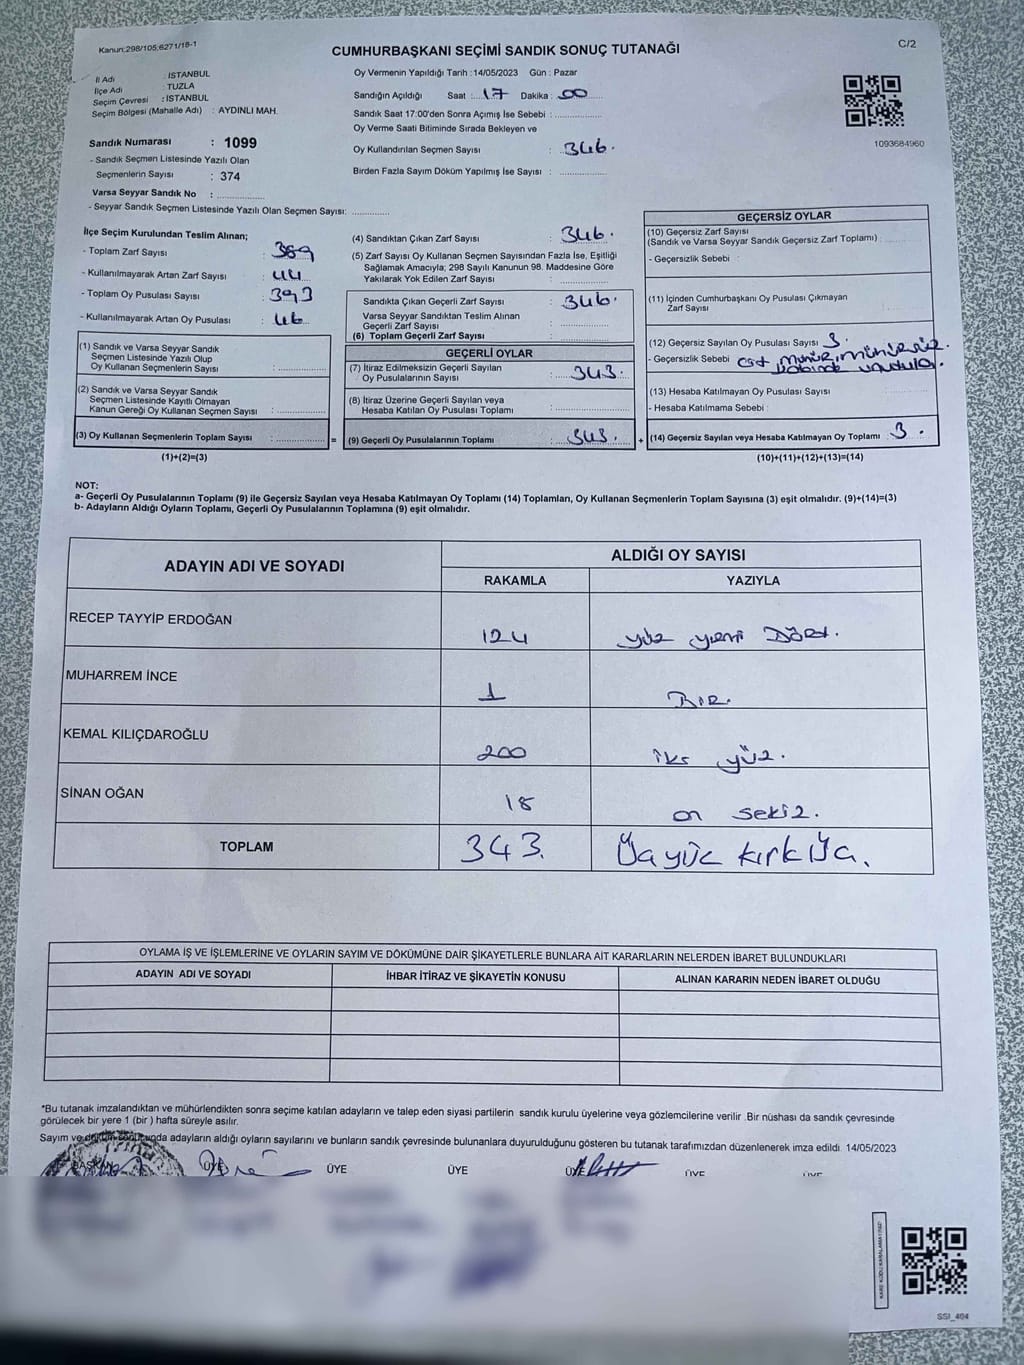 Kanun:298/105,6271/18-1
CUMHURBAŞKANI SEÇİMİ SANDIK SONUÇ TUTANAĞI
C/2
İl Adı : İSTANBUL
İlçe Adı : TUZLA
Seçim Çevresi : İSTANBUL
Seçim Bölgesi (Mahalle Adı) : AYDINLI MAH.
Sandık Numarası : 1099
- Sandık Seçmen Listesinde Yazılı Olan
Seçmenlerin Sayısı : 374
Varsa Seyyar Sandık No :
- Seyyar Sandık Seçmen Listesinde Yazılı Olan Seçmen Sayısı:
Oy Vermenin Yapıldığı Tarih :14/05/2023 Gün : Pazar
Sandığın Açıldığı Saat : 17 Dakika : 00
Sandık Saat 17:00'den Sonra Açımış İse Sebebi :
Oy Verme Saati Bitiminde Sırada Bekleyen ve
Oy Kullandırılan Seçmen Sayısı : 346.
Birden Fazla Sayım Döküm Yapılmış İse Sayısı :
1093684960
İlçe Seçim Kurulundan Teslim Alınan;
- Toplam Zarf Sayısı : 389
- Kullanılmayarak Artan Zarf Sayısı : 44
- Toplam Oy Pusulası Sayısı : 393
- Kullanılmayarak Artan Oy Pusulası : 46
(1) Sandık ve Varsa Seyyar Sandık
Seçmen Listesinde Yazılı Olup
Oy Kullanan Seçmenlerin Sayısı :
(2) Sandık ve Varsa Seyyar Sandık
Seçmen Listesinde Kayıtlı Olmayan
Kanun Gereği Oy Kullanan Seçmen Sayısı :
(3) Oy Kullanan Seçmenlerin Toplam Sayısı :
(1)+(2)=(3)
(4) Sandıktan Çıkan Zarf Sayısı : 346.
(5) Zarf Sayısı Oy Kullanan Seçmen Sayısından Fazla İse, Eşitliği
Sağlamak Amacıyla; 298 Sayılı Kanunun 98. Maddesine Göre
Yakılarak Yok Edilen Zarf Sayısı :
Sandıkta Çıkan Geçerli Zarf Sayısı : 346.
Varsa Seyyar Sandıktan Teslim Alınan
Geçerli Zarf Sayısı :
(6) Toplam Geçerli Zarf Sayısı :
GEÇERLİ OYLAR
(7) İtiraz Edilmeksizin Geçerli Sayılan
Oy Pusulalarının Sayısı : 343.
(8) İtiraz Üzerine Geçerli Sayılan veya
Hesaba Katılan Oy Pusulası Toplamı :
= (9) Geçerli Oy Pusulalarının Toplamı : 343.
GEÇERSİZ OYLAR
(10) Geçersiz Zarf Sayısı
(Sandık ve Varsa Seyyar Sandık Geçersiz Zarf Toplamı) :
- Geçersizlik Sebebi :
(11) İçinden Cumhurbaşkanı Oy Pusulası Çıkmayan
Zarf Sayısı :
(12) Geçersiz Sayılan Oy Pusulası Sayısı : 3.
- Geçersizlik Sebebi mühürsüz.
(13) Hesaba Katılmayan Oy Pusulası Sayısı
- Hesaba Katılmama Sebebi :
+ (14) Geçersiz Sayılan veya Hesaba Katılmayan Oy Toplamı : 3.
(10)+(11)+(12)+(13)=(14)
NOT:
a- Geçerli Oy Pusulalarının Toplamı (9) ile Geçersiz Sayılan veya Hesaba Katılmayan Oy Toplamı (14) Toplamları, Oy Kullanan Seçmenlerin Toplam Sayısına (3) eşit olmalıdır. (9)+(14)=(3)
b- Adayların Aldığı Oyların Toplamı, Geçerli Oy Pusulalarının Toplamına (9) eşit olmalıdır.
ADAYIN ADI VE SOYADI ALDIĞI OY SAYISI
RAKAMLA YAZIYLA
RECEP TAYYİP ERDOĞAN 124 yüz yirmi Dört.
MUHARREM İNCE 1 Bir.
KEMAL KILIÇDAROĞLU 200 iki yüz.
SİNAN OĞAN 18 on sekiz.
TOPLAM 343. Üç yüz kırk Üç.
OYLAMA İŞ VE İŞLEMLERİNE VE OYLARIN SAYIM VE DÖKÜMÜNE DAİR ŞİKAYETLERLE BUNLARA AİT KARARLARIN NELERDEN İBARET BULUNDUKLARI
ADAYIN ADI VE SOYADI İHBAR İTİRAZ VE ŞİKAYETİN KONUSU ALINAN KARARIN NEDEN İBARET OLDUĞU
*Bu tutanak imzalandıktan ve mühürlendikten sonra seçime katılan adayların ve talep eden siyasi partilerin sandık kurulu üyelerine veya gözlemcilerine verilir .Bir nüshası da sandık çevresinde
görülecek bir yere 1 (bir ) hafta süreyle asılır.
Sayım ve döküm sonucunda adayların aldığı oyların sayılarını ve bunların sandık çevresinde bulunanlara duyurulduğunu gösteren bu tutanak tarafımızdan düzenlenerek imza edildi. 14/05/2023
BAŞKAN ÜYE ÜYE ÜYE ÜYE ÜYE ÜYE
SSI_404